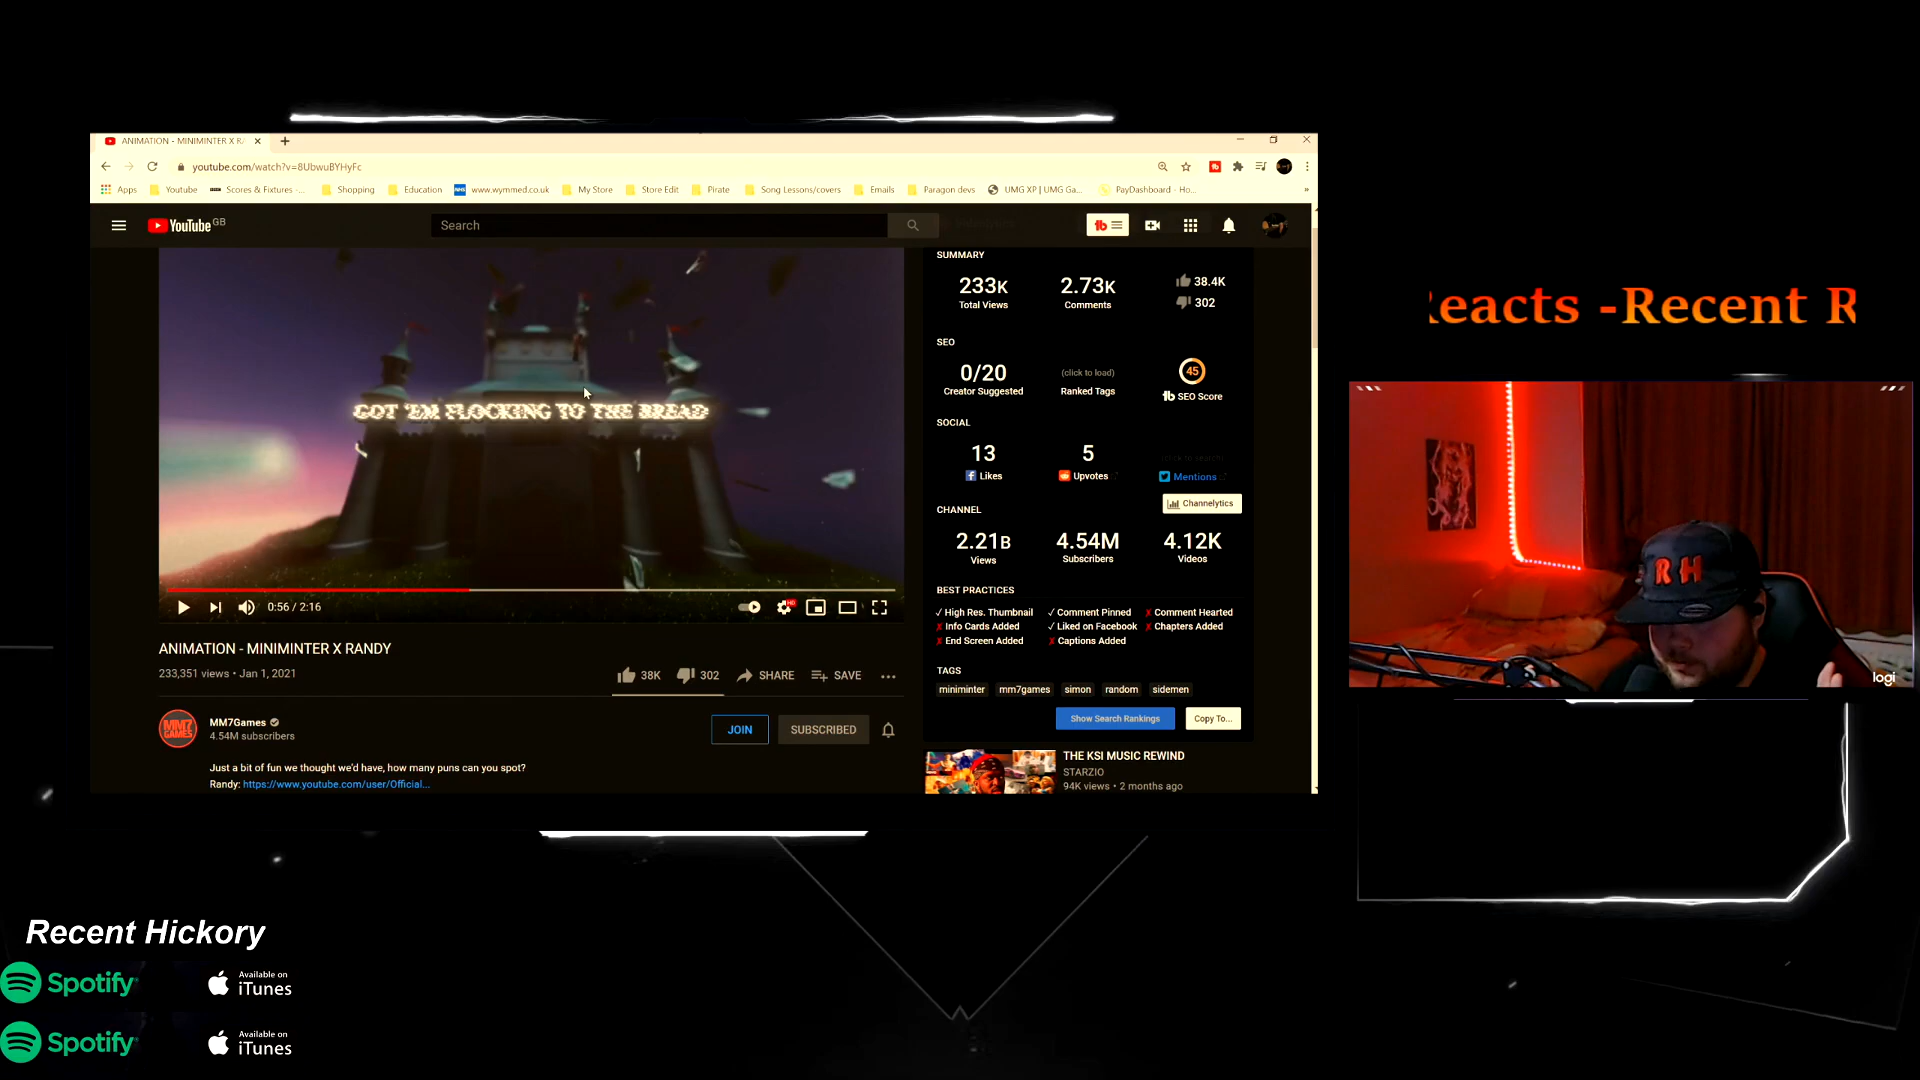 ANIMATION - MINIMINTER X R
youtube.com/watch?v=8UbwuBYHyFc
Apps Youtube Scores & Fixtures -... Shopping Education www.wymmed.co.uk My Store Store Edit Pirate Song Lessons/covers Emails Paragon devs UMG XP | UMG Ga... PayDashboard - Ho... »
YouTube GB Search
SUMMARY
233K 2.73K 38.4K
Total Views Comments 302
SEO
0/20 (click to load) 45
Creator Suggested Ranked Tags tb SEO Score
SOCIAL
13 5
Likes Upvotes Mentions
Channelytics
CHANNEL
2.21B 4.54M 4.12K
Views Subscribers Videos
BEST PRACTICES
✓ High Res. Thumbnail ✓ Comment Pinned ✗ Comment Hearted
✗ Info Cards Added ✓ Liked on Facebook ✗ Chapters Added
✗ End Screen Added ✗ Captions Added
TAGS
miniminter mm7games simon random sidemen
Show Search Rankings Copy To...
GOT 'EM FLOCKING TO THE BREAD
0:56 / 2:16
ANIMATION - MINIMINTER X RANDY
233,351 views • Jan 1, 2021 38K 302 SHARE SAVE
MM7 GAMES
MM7Games
4.54M subscribers
JOIN SUBSCRIBED
Just a bit of fun we thought we'd have, how many puns can you spot?
Randy: https://www.youtube.com/user/Official...
THE KSI MUSIC REWIND
STARZIO
94K views • 2 months ago
Reacts -Recent R
RH
logi
Recent Hickory
Spotify Available on iTunes
Spotify Available on iTunes